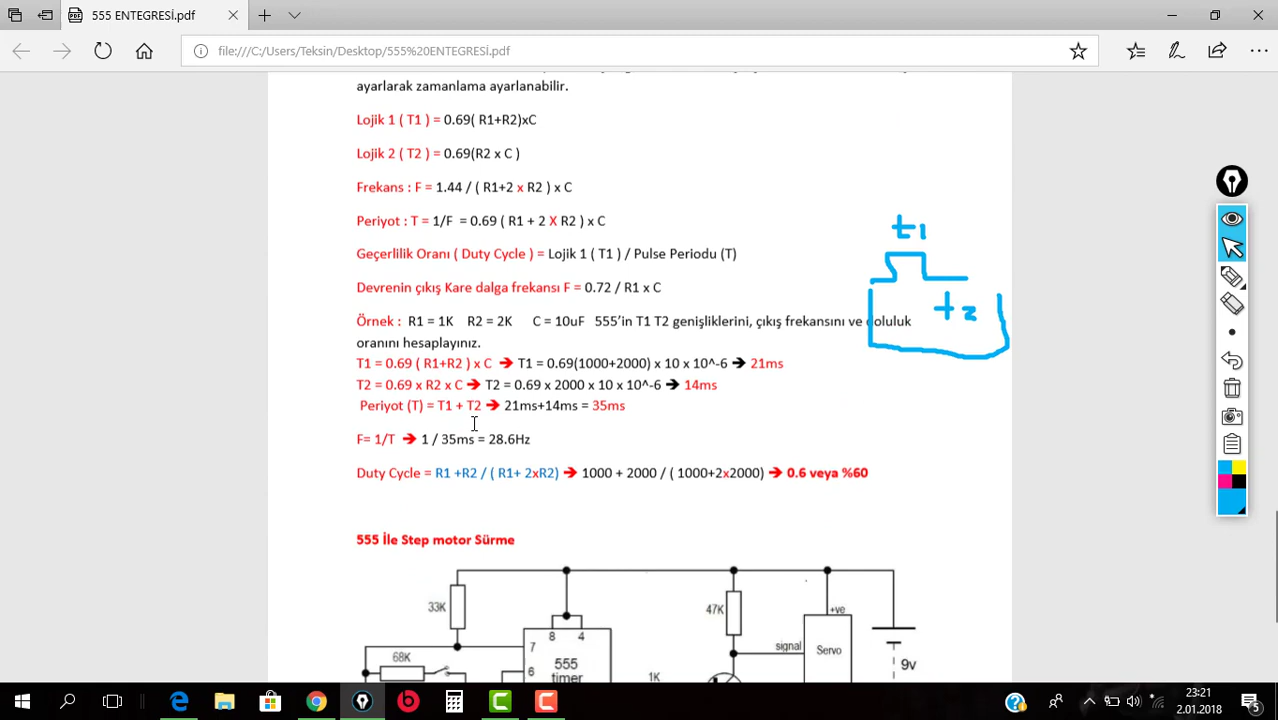 555 ENTEGRESİ.pdf
file:///C:/Users/Teksin/Desktop/555%20ENTEGRESİ.pdf
ayarlarak zamanlama ayarlanabilir.
Lojik 1 ( T1 ) = 0.69( R1+R2)xC
Lojik 2 ( T2 ) = 0.69(R2 x C )
Frekans : F = 1.44 / ( R1+2 x R2 ) x C
t1
Periyot : T = 1/F = 0.69 ( R1 + 2 X R2 ) x C
Geçerlilik Oranı ( Duty Cycle ) = Lojik 1 ( T1 ) / Pulse Periodu (T)
Devrenin çıkış Kare dalga frekansı F = 0.72 / R1 x C
t2
Örnek : R1 = 1K R2 = 2K C = 10uF 555'in T1 T2 genişliklerini, çıkış frekansını ve doluluk
oranını hesaplayınız.
T1 = 0.69 ( R1+R2 ) x C ➔ T1 = 0.69(1000+2000) x 10 x 10^-6 ➔ 21ms
T2 = 0.69 x R2 x C ➔ T2 = 0.69 x 2000 x 10 x 10^-6 ➔ 14ms
Periyot (T) = T1 + T2 ➔ 21ms+14ms = 35ms
F= 1/T ➔ 1 / 35ms = 28.6Hz
Duty Cycle = R1 +R2 / ( R1+ 2xR2) ➔ 1000 + 2000 / ( 1000+2x2000) ➔ 0.6 veya %60
555 İle Step motor Sürme
33K
47K
+ve
8 4
7
signal
Servo
68K
6
555
timer
1K
9v
23:21
2.01.2018
5